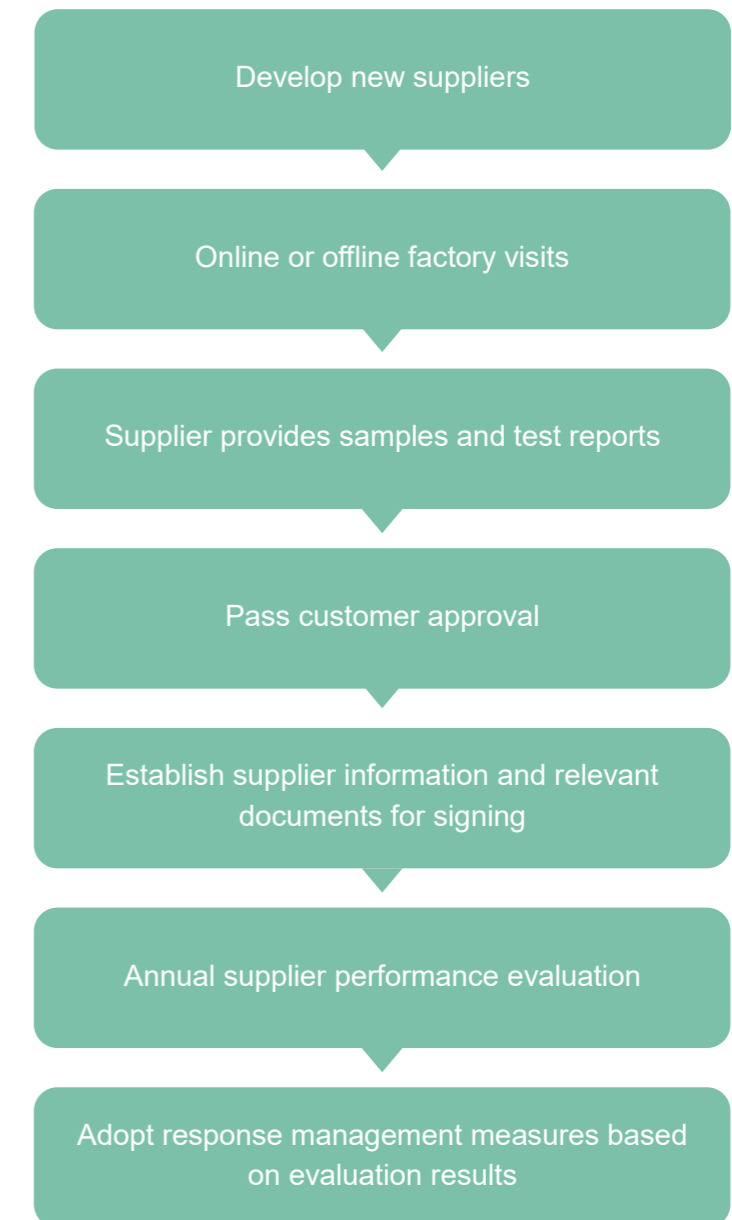 Develop new suppliers
Online or offline factory visits
Supplier provides samples and test reports
Pass customer approval
Establish supplier information and relevant
documents for signing
Annual supplier performance evaluation
Adopt response management measures based
on evaluation results